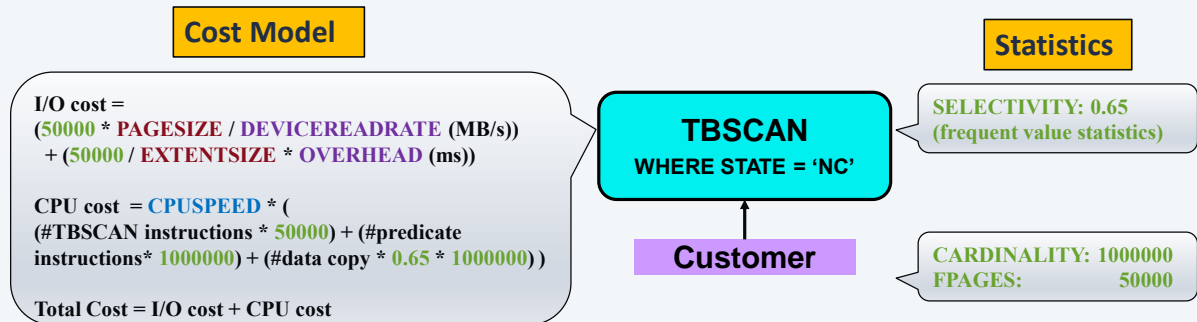 Cost Model
I/O cost =
(50000 * PAGESIZE / DEVICEREADRATE (MB/s))
+ (50000 / EXTENTSIZE * OVERHEAD (ms))
CPU cost = CPUSPEED * (
(#TBSCAN instructions * 50000) + (#predicate
instructions* 1000000) + (#data copy * 0.65 * 1000000) )
Total Cost = I/O cost + CPU cost
TBSCAN
WHERE STATE = ‘NC’
Customer
Statistics
SELECTIVITY: 0.65
(frequent value statistics)
CARDINALITY: 1000000
FPAGES: 50000